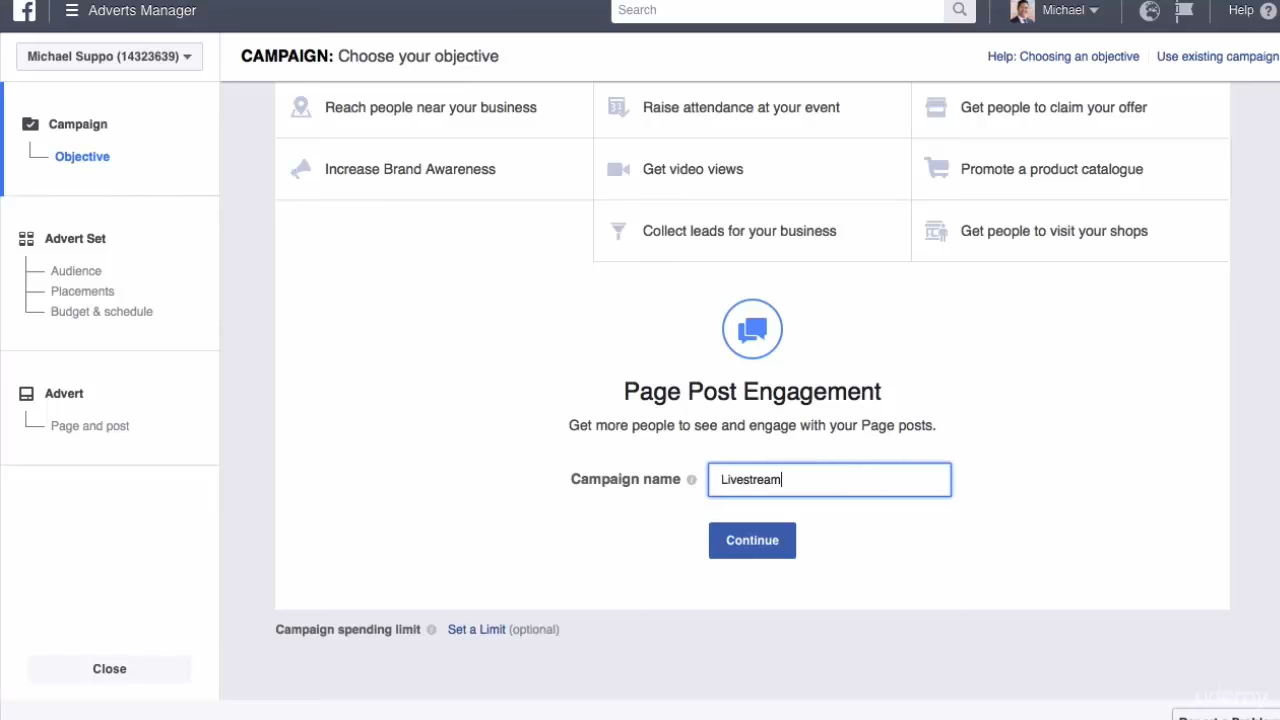 f
Adverts Manager
Search
Michael
Help ?
Michael Suppo (14323639)
CAMPAIGN: Choose your objective
Help: Choosing an objective
Use existing campaign
Campaign
Objective
Advert Set
Audience
Placements
Budget & schedule
Advert
Page and post
Close
Reach people near your business
Raise attendance at your event
Get people to claim your offer
Increase Brand Awareness
Get video views
Promote a product catalogue
Collect leads for your business
Get people to visit your shops
Page Post Engagement
Get more people to see and engage with your Page posts.
Campaign name
Livestream
Continue
Campaign spending limit
Set a Limit (optional)
udemy